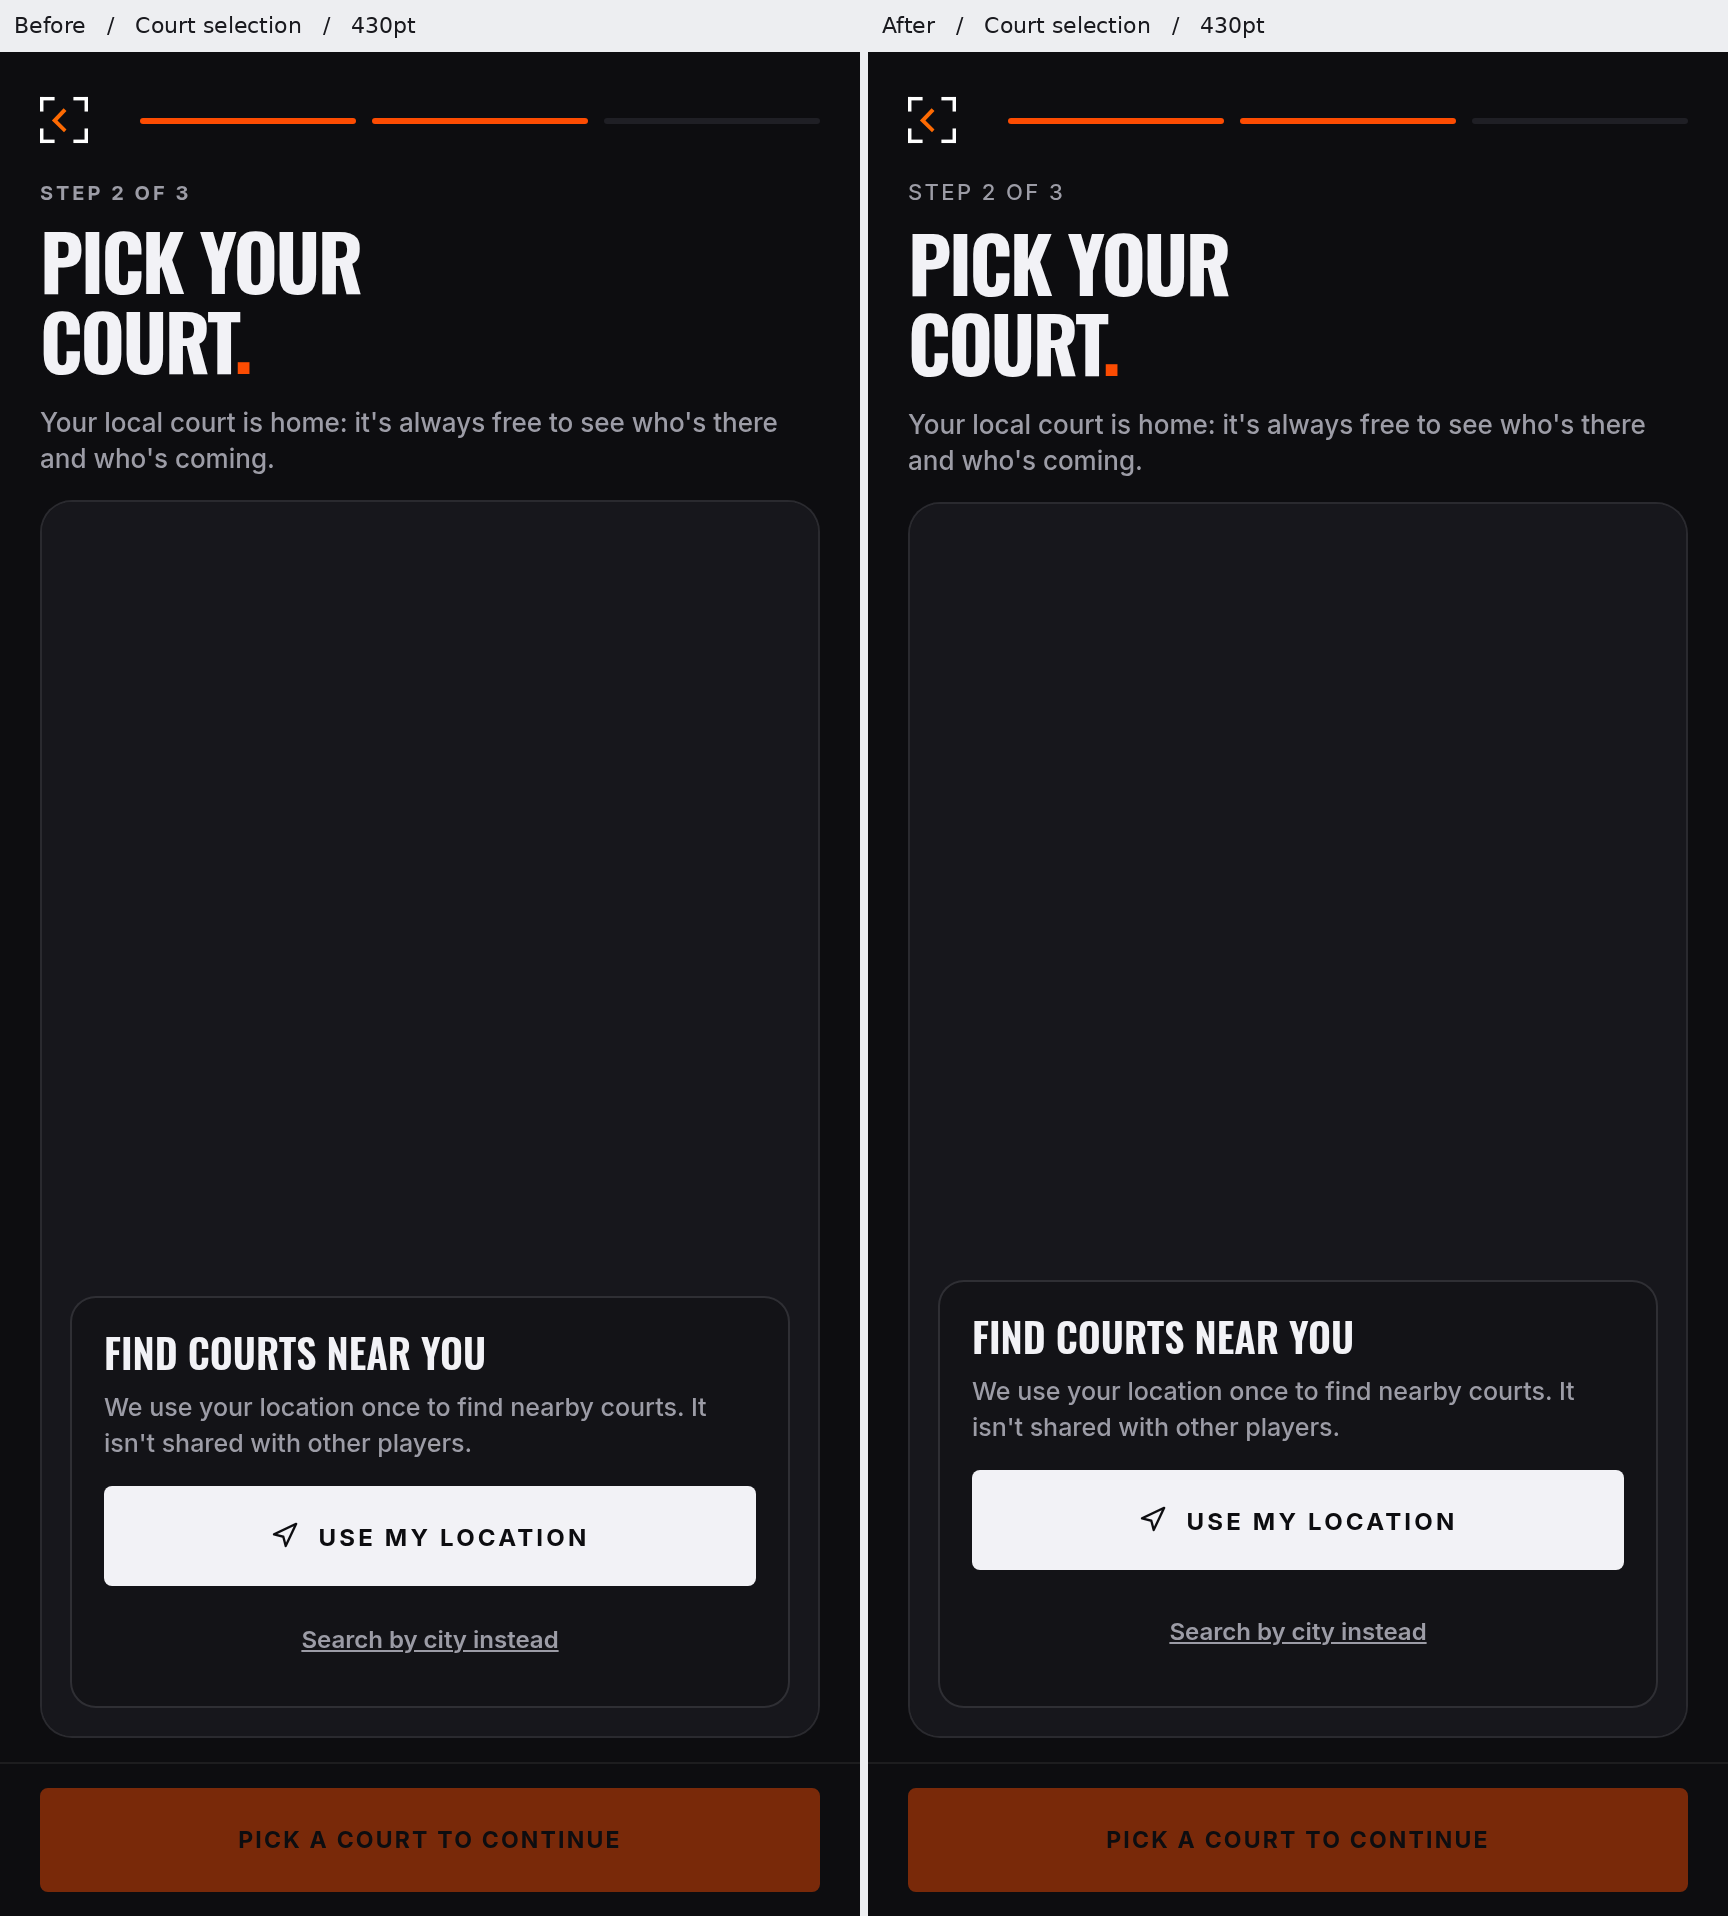 Before / Court selection / 430pt
STEP 2 OF 3
PICK YOUR
COURT.
Your local court is home: it's always free to see who's there
and who's coming.
FIND COURTS NEAR YOU
We use your location once to find nearby courts. It
isn't shared with other players.
USE MY LOCATION
Search by city instead
PICK A COURT TO CONTINUE
After / Court selection / 430pt
STEP 2 OF 3
PICK YOUR
COURT.
Your local court is home: it's always free to see who's there
and who's coming.
FIND COURTS NEAR YOU
We use your location once to find nearby courts. It
isn't shared with other players.
USE MY LOCATION
Search by city instead
PICK A COURT TO CONTINUE